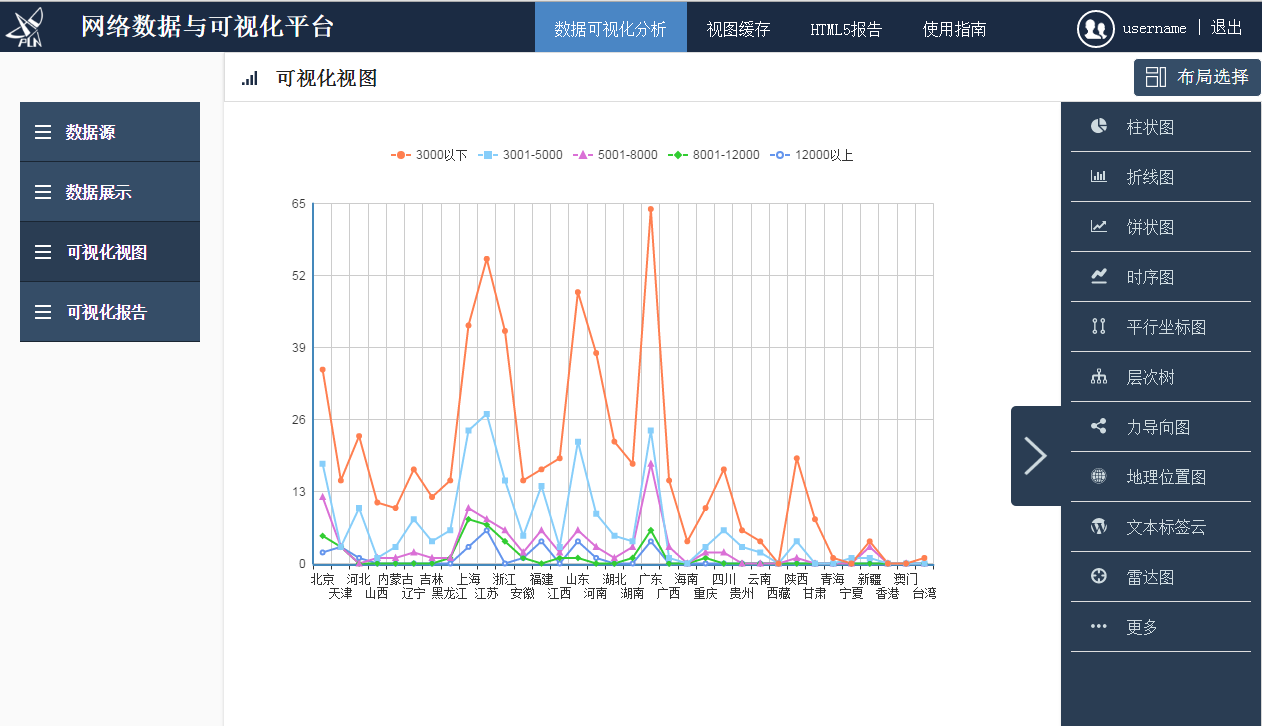 PLN
网络数据与可视化平台
数据可视化分析 视图缓存 HTML5报告 使用指南
username | 退出
可视化视图
布局选择
数据源
数据展示
可视化视图
可视化报告
3000以下 3001-5000 5001-8000 8001-12000 12000以上
65
52
39
26
13
0
北京 河北 内蒙古 吉林 上海 浙江 福建 山东 湖北 广东 海南 四川 云南 陕西 青海 新疆 澳门
天津 山西 辽宁 黑龙江 江苏 安徽 江西 河南 湖南 广西 重庆 贵州 西藏 甘肃 宁夏 香港 台湾
柱状图
折线图
饼状图
时序图
平行坐标图
层次树
力导向图
地理位置图
文本标签云
雷达图
更多